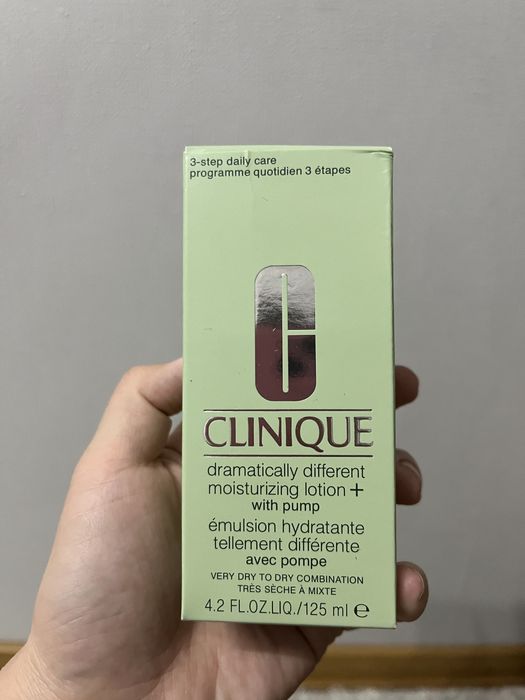 3-step daily care
programme quotidien 3 étapes
C
CLINIQUE
dramatically different
moisturizing lotion +
with pump
émulsion hydratante
tellement différente
avec pompe
VERY DRY TO DRY COMBINATION
TRÈS SÈCHE À MIXTE
4.2 FL.OZ.LIQ./125 ml ℮